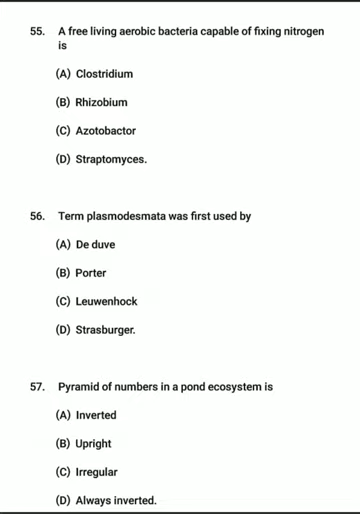 55. A free living aerobic bacteria capable of fixing nitrogen
is
(A) Clostridium
(B) Rhizobium
(C) Azotobactor
(D) Straptomyces.
56. Term plasmodesmata was first used by
(A) De duve
(B) Porter
(C) Leuwenhock
(D) Strasburger.
57. Pyramid of numbers in a pond ecosystem is
(A) Inverted
(B) Upright
(C) Irregular
(D) Always inverted.